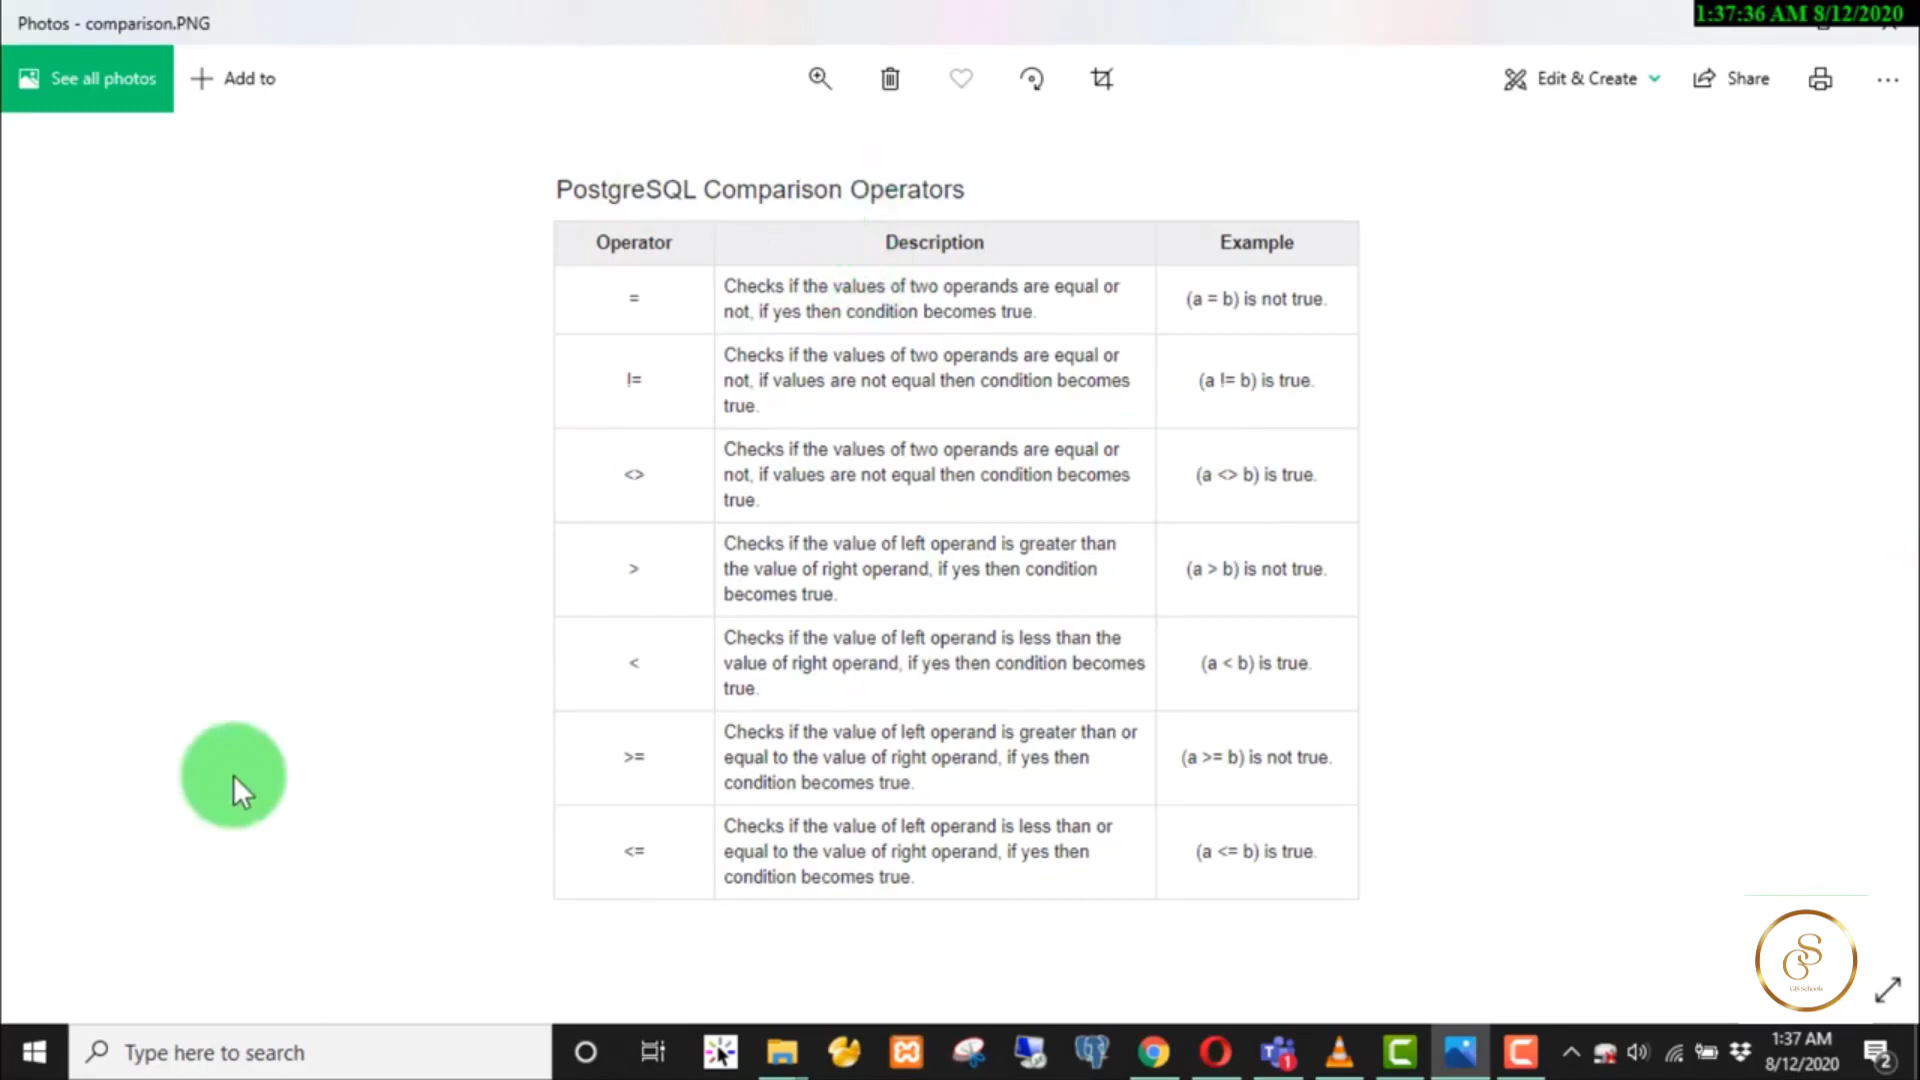 Photos - comparison.PNG
1:37:36 AM 8/12/2020
See all photos
Add to
Edit & Create
Share
PostgreSQL Comparison Operators
Operator Description Example
= Checks if the values of two operands are equal or (a = b) is not true.
not, if yes then condition becomes true.
!= Checks if the values of two operands are equal or (a != b) is true.
not, if values are not equal then condition becomes
true.
<> Checks if the values of two operands are equal or (a <> b) is true.
not, if values are not equal then condition becomes
true.
> Checks if the value of left operand is greater than (a > b) is not true.
the value of right operand, if yes then condition
becomes true.
< Checks if the value of left operand is less than the (a < b) is true.
value of right operand, if yes then condition becomes
true.
>= Checks if the value of left operand is greater than or (a >= b) is not true.
equal to the value of right operand, if yes then
condition becomes true.
<= Checks if the value of left operand is less than or (a <= b) is true.
equal to the value of right operand, if yes then
condition becomes true.
GIS Schools
Type here to search
1
1:37 AM
8/12/2020
2